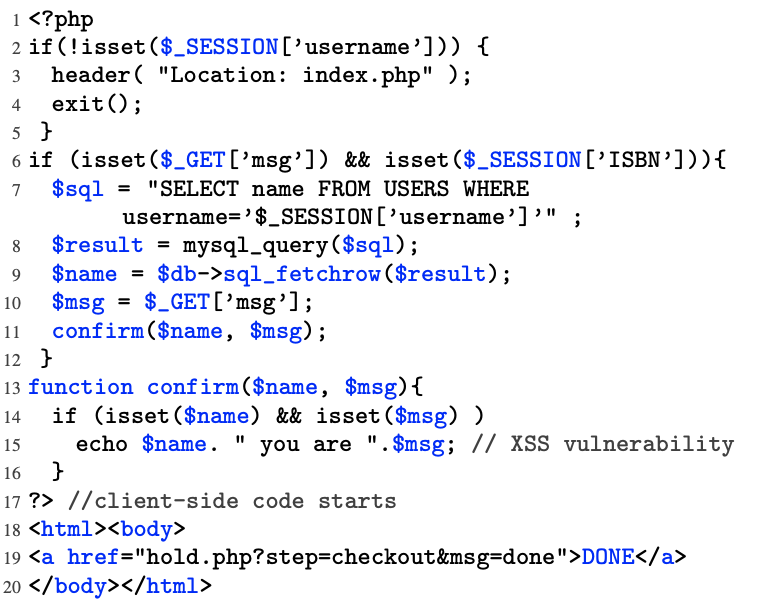 1 <?php
2 if(!isset($_SESSION[’username’])) {
3   header( "Location: index.php" );
4   exit();
5  }
6 if (isset($_GET[’msg’]) && isset($_SESSION[’ISBN’])){
7   $sql = "SELECT name FROM USERS WHERE
username=’$_SESSION[’username’]’" ;
8   $result = mysql_query($sql);
9   $name = $db->sql_fetchrow($result);
10   $msg = $_GET[’msg’];
11   confirm($name, $msg);
12  }
13 function confirm($name, $msg){
14   if (isset($name) && isset($msg) )
15     echo $name. " you are ".$msg; // XSS vulnerability
16   }
17 ?> //client-side code starts
18 <html><body>
19 <a href="hold.php?step=checkout&msg=done">DONE</a>
20 </body></html>